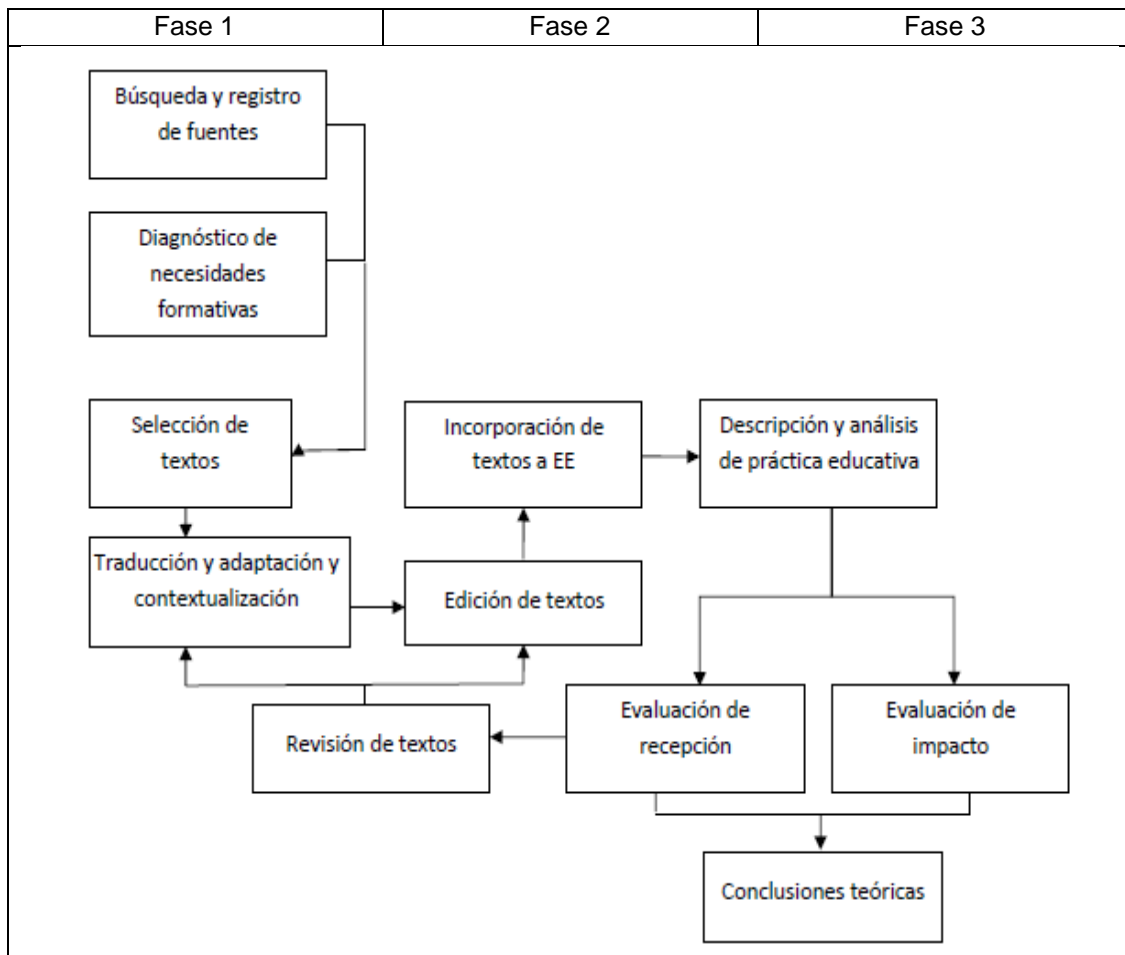 Fase 1
Fase 2
Fase 3
Búsqueda y registro
de fuentes
Diagnóstico de
necesidades
formativas
Selección de
textos
Incorporación de
textos a EE
Descripción y análisis
de práctica educativa
Traducción y adaptación y
contextualización
Edición de textos
Revisión de textos
Evaluación de
recepción
Evaluación de
impacto
Conclusiones teóricas